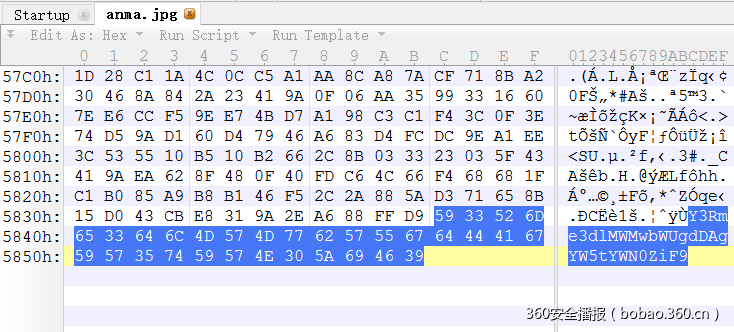 Startup anma.jpg
Edit As: Hex Run Script Run Template
0 1 2 3 4 5 6 7 8 9 A B C D E F 0123456789ABCDEF
57C0h: 1D 28 C1 1A 4C 0C C5 A1 AA 8C A8 7A CF 71 8B A2 .(Á.L.Å¡ªŒ¨zÏq‹¢
57D0h: 30 46 8A 84 2A 23 41 9A 0F 06 AA 35 99 33 16 60 0FŠ„*#Aš..ª5™3.`
57E0h: 7E E6 CC F5 9E E7 4B D7 A1 98 C3 C1 F4 3C 0F 3E ~æÌõžçK×¡˜ÃÁô<.>
57F0h: 74 D5 9A D1 60 D4 79 46 A6 83 D4 FC DC 9E A1 EE tÕšÑ`ÔyF¦ƒÔüÜž¡î
5800h: 3C 53 55 10 B5 10 B2 66 2C 8B 03 33 23 03 5F 43 <SU.µ.²f,‹.3#._C
5810h: 41 9A EA 62 8F 48 0F 40 FD C6 4C 66 F4 68 68 1F Ašêb.H.@ýÆLfôhh.
5820h: C1 B0 85 A9 B8 B1 46 F5 2C 2A 88 5A D3 71 65 8B Á°…©¸±Fõ,*ˆZÓqe‹
5830h: 15 D0 43 CB E8 31 9A 2E A6 88 FF D9 59 33 52 6D .ÐCËè1š.¦ˆÿÙY3Rm
5840h: 65 33 64 6C 4D 57 4D 77 62 57 55 67 64 44 41 67 e3dlMWMwbWUgdDAg
5850h: 59 57 35 74 59 57 4E 30 5A 69 46 39 YW5tYWN0ZiF9
360安全播报（bobao.360.cn）